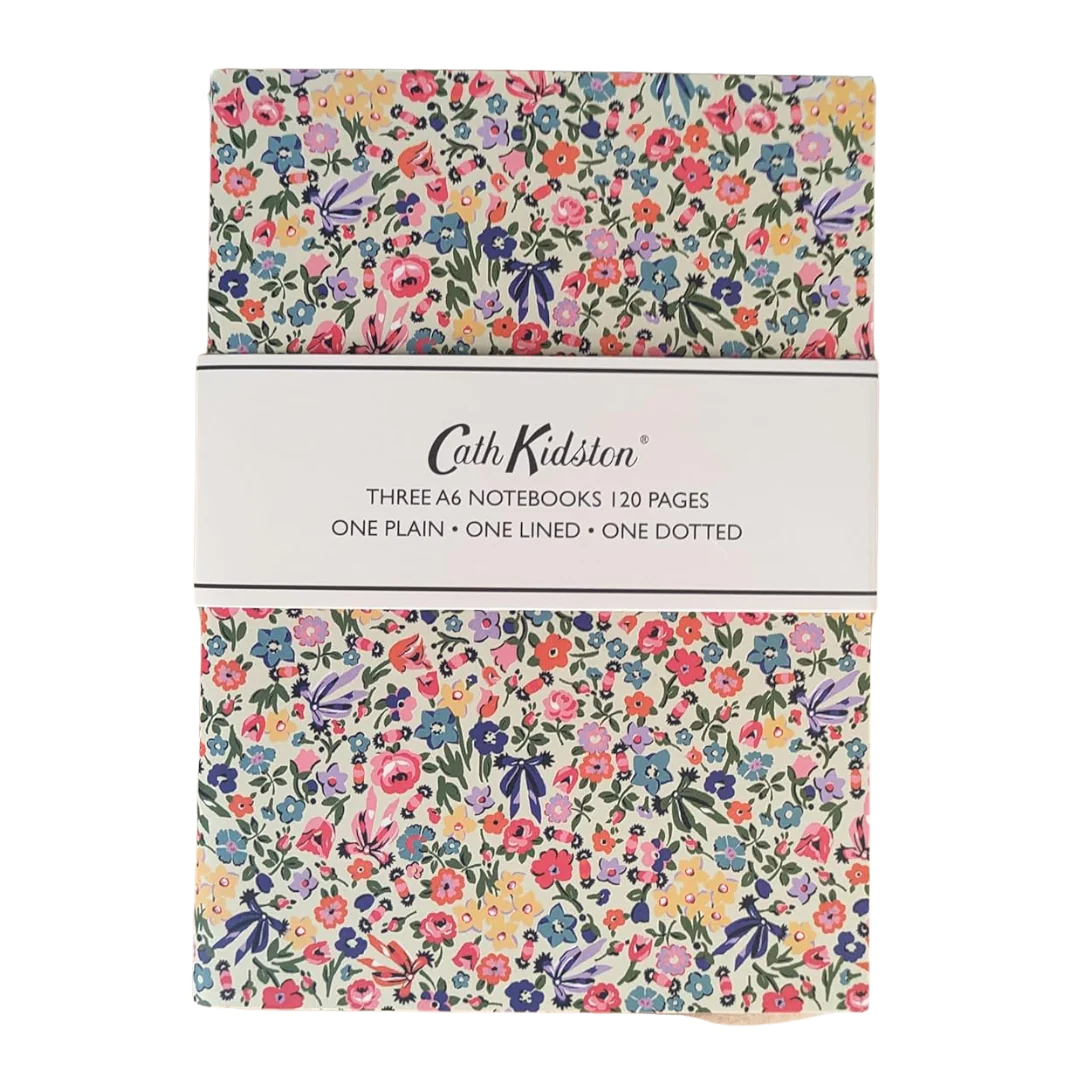 Cath Kidston®
THREE A6 NOTEBOOKS 120 PAGES
ONE PLAIN • ONE LINED • ONE DOTTED